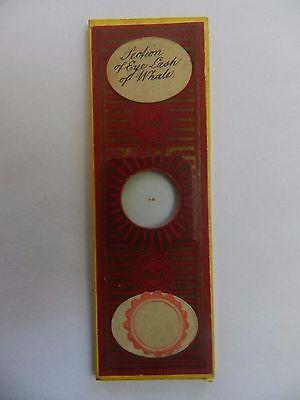 Section
of Eye Lash
of Whale.